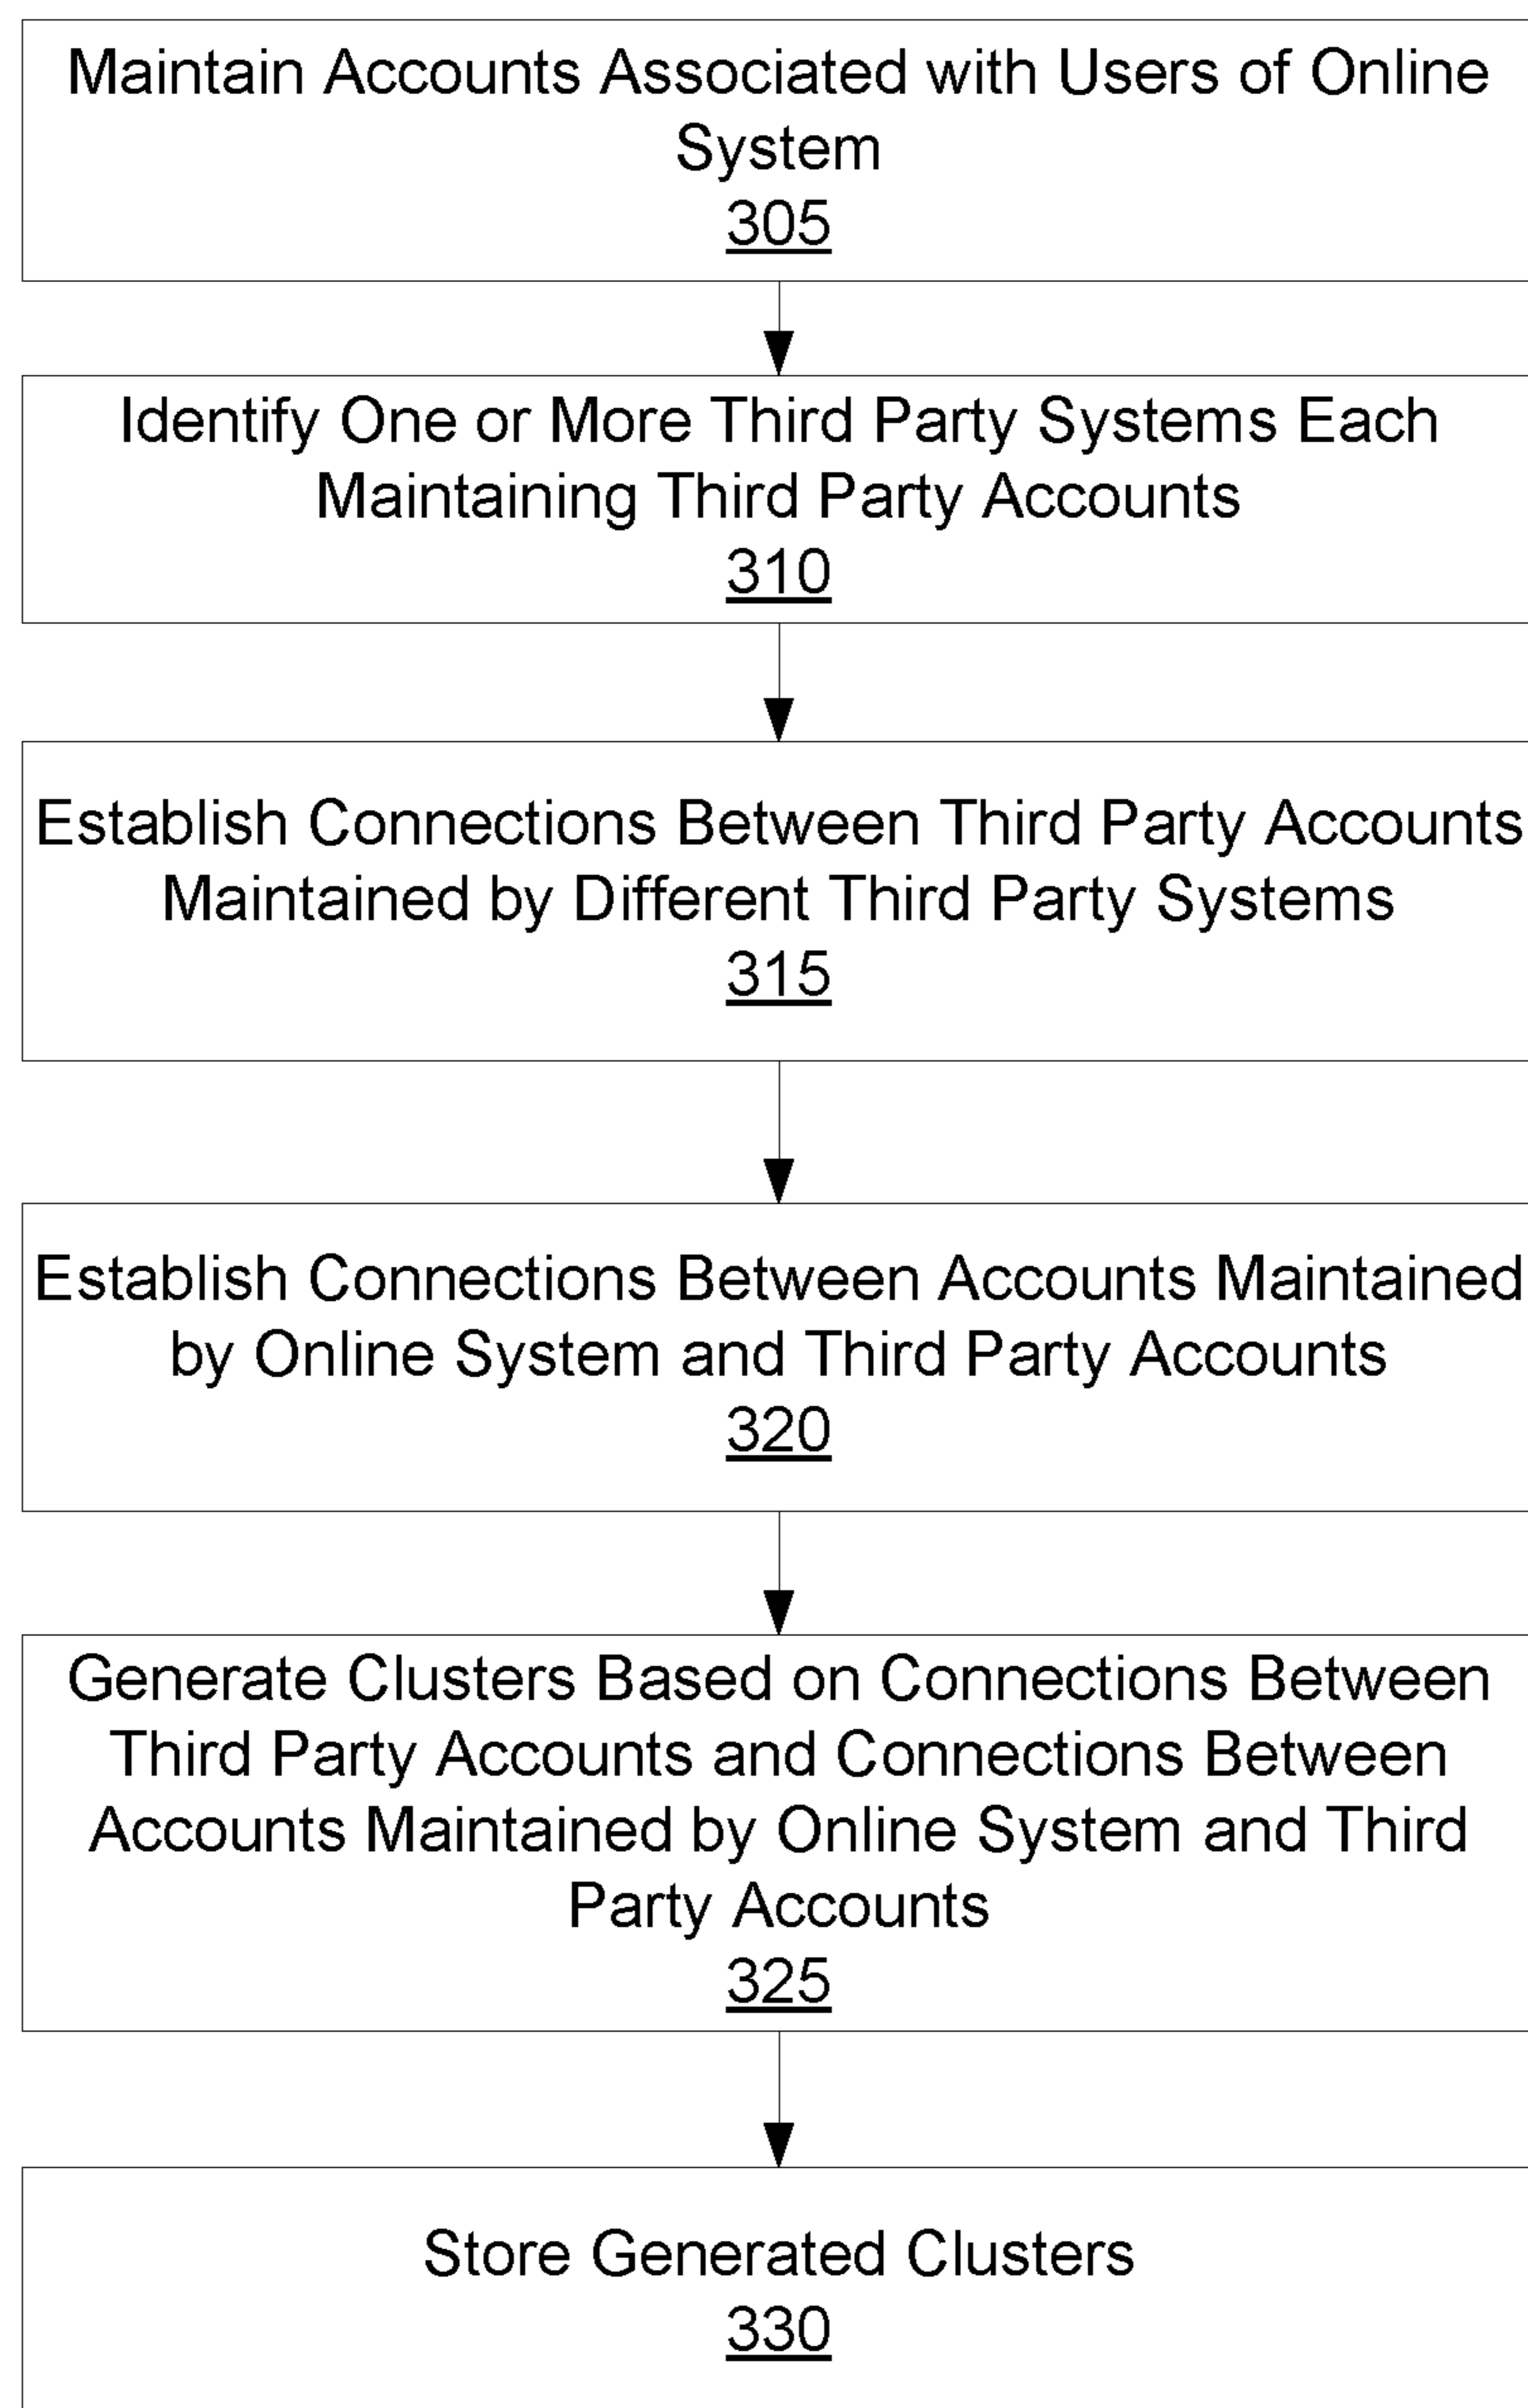 Maintain Accounts Associated with Users of Online
System
305
Identify One or More Third Party Systems Each
Maintaining Third Party Accounts
310
Establish Connections Between Third Party Accounts
Maintained by Different Third Party Systems
315
Establish Connections Between Accounts Maintained
by Online System and Third Party Accounts
320
Generate Clusters Based on Connections Between
Third Party Accounts and Connections Between
Accounts Maintained by Online System and Third
Party Accounts
325
Store Generated Clusters
330